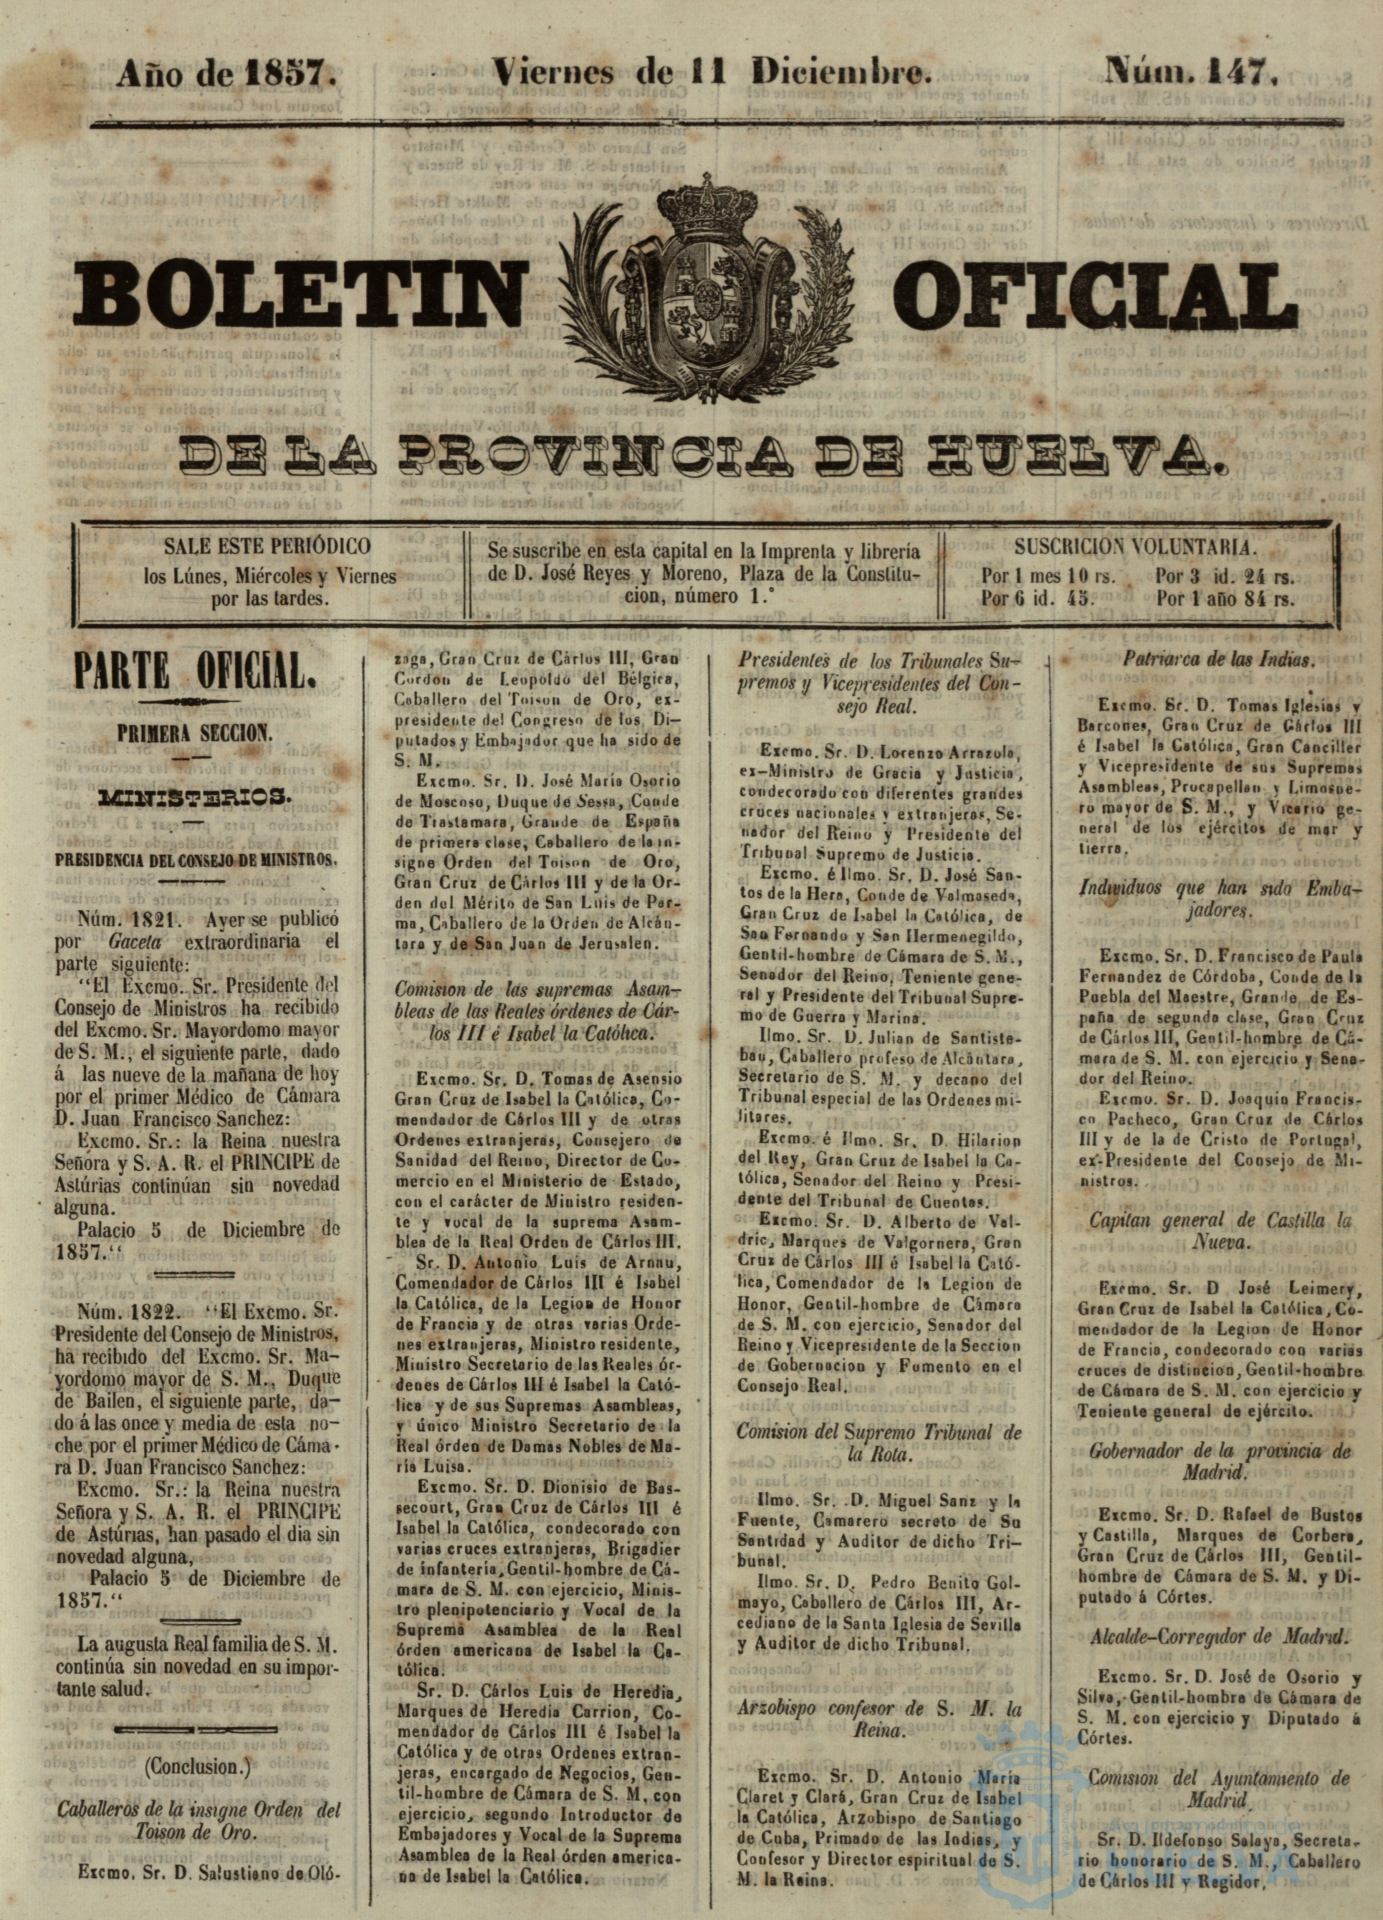 Año de 1857.
Viernes de 11 Diciembre.
Núm. 147.
BOLETIN OFICIAL
DE LA PROVINCIA DE HUELVA.
SALE ESTE PERIÓDICO
los Lúnes, Miércoles y Viernes
por las tardes.
Se suscribe en esta capital en la Imprenta y librería
de D. José Reyes y Moreno, Plaza de la Constitu-
cion, número 1.°
SUSCRICION VOLUNTARIA.
Por 1 mes 10 rs. Por 3 id. 24 rs.
Por 6 id. 45. Por 1 año 84 rs.
PARTE OFICIAL.
PRIMERA SECCION.
MINISTERIOS.
PRESIDENCIA DEL CONSEJO DE MINISTROS.
Núm. 1821. Ayer se publicó
por Gaceta extraordinaria el
parte siguiente:
"El Excmo. Sr. Presidente del
Consejo de Ministros ha recibido
del Excmo. Sr. Mayordomo mayor
de S. M., el siguiente parte, dado
á las nueve de la mañana de hoy
por el primer Médico de Cámara
D. Juan Francisco Sanchez:
Excmo. Sr.: la Reina nuestra
Señora y S. A. R. el PRINCIPE de
Astúrias continúan sin novedad
alguna.
Palacio 5 de Diciembre de
1857.“
Núm. 1822. "El Excmo. Sr.
Presidente del Consejo de Ministros,
ha recibido del Excmo. Sr. Ma-
yordomo mayor de S. M., Duque
de Bailen, el siguiente parte, da-
do á las once y media de esta no-
che por el primer Médico de Cáma-
ra D. Juan Francisco Sanchez:
Excmo. Sr.: la Reina nuestra
Señora y S. A. R. el PRINCIPE
de Astúrias, han pasado el dia sin
novedad alguna,
Palacio 5 de Diciembre de
1857.“
La augusta Real familia de S. M.
continúa sin novedad en su impor-
tante salud.
(Conclusion.)
Caballeros de la insigne Orden del
Toison de Oro.
Excmo. Sr. D. Salustiano de Oló-
zaga, Gran Cruz de Cárlos III, Gran
Cordon de Leopoldo del Bélgica,
Caballero del Toison de Oro, ex-
presidente del Congreso de los Di-
putados y Embajador que ha sido de
S. M.
Excmo. Sr. D. José María Osorio
de Moscoso, Duque de Sessa, Conde
de Trastamara, Grande de España
de primera clase, Caballero de la in-
signe Orden del Toison de Oro,
Gran Cruz de Cárlos III y de la Or-
den del Mérito de San Luis de Par-
ma, Caballero de la Orden de Alcán-
tara y de San Juan de Jerusalen.
Comision de las supremas Asam-
bleas de las Reales órdenes de Cár-
los III é Isabel la Católica.
Excmo. Sr. D. Tomas de Asensio
Gran Cruz de Isabel la Católica, Co-
mendador de Cárlos III y de otras
Ordenes extranjeras, Consejero de
Sanidad del Reino, Director de Co-
mercio en el Ministerio de Estado,
con el carácter de Ministro residen-
te y vocal de la suprema Asam-
blea de la Real Orden de Cárlos III.
Sr. D. Antonio Luis de Arnau,
Comendador de Cárlos III é Isabel
la Católica, de la Legion de Honor
de Francia y de otras varias Orde-
nes extranjeras, Ministro residente,
Ministro Secretario de las Reales ór-
denes de Cárlos III é Isabel la Cató-
lica y de sus Supremas Asambleas,
y único Ministro Secretario de la
Real órden de Damas Nobles de Ma-
ría Luisa.
Excmo. Sr. D. Dionisio de Bas-
secourt, Gran Cruz de Cárlos III é
Isabel la Católica, condecorado con
varias cruces extranjeras, Brigadier
de infantería, Gentil-hombre de Cá-
mara de S. M. con ejercicio, Minis-
tro plenipotenciario y Vocal de la
Suprema Asamblea de la Real
órden americana de Isabel la Ca-
tólica.
Sr. D. Cárlos Luis de Heredia,
Marques de Heredia Carrion, Co-
mendador de Cárlos III é Isabel la
Católica y de otras Ordenes extran-
jeras, encargado de Negocios, Gen-
til-hombre de Cámara de S. M. con
ejercicio, segundo Introductor de
Embajadores y Vocal de la Suprema
Asamblea de la Real órden america-
na de Isabel la Católica.
Presidentes de los Tribunales Su-
premos y Vicepresidentes del Con-
sejo Real.
Excmo. Sr. D. Lorenzo Arrazola,
ex-Ministro de Gracia y Justicia,
condecorado con diferentes grandes
cruces nacionales y extranjeras, Se-
nador del Reino y Presidente del
Tribunal Supremo de Justicia.
Excmo. é Ilmo. Sr. D. José San-
tos de la Hera, Conde de Valmaseda,
Gran Cruz de Isabel la Católica, de
San Fernando y San Hermenegildo,
Gentil-hombre de Cámara de S. M.,
Senador del Reino, Teniente gene-
ral y Presidente del Tribunal Supre-
mo de Guerra y Marina.
Ilmo. Sr. D. Julian de Santiste-
ban, Caballero profeso de Alcántara,
Secretario de S. M. y decano del
Tribunal especial de las Ordenes mi-
litares.
Excmo. é Ilmo. Sr. D. Hilarion
del Rey, Gran Cruz de Isabel la Ca-
tólica, Senador del Reino y Presi-
dente del Tribunal de Cuentas.
Excmo. Sr. D. Alberto de Val-
dric, Marques de Valgornera, Gran
Cruz de Cárlos III é Isabel la Cató-
lica, Comendador de la Legion de
Honor, Gentil-hombre de Cámara
de S. M. con ejercicio, Senador del
Reino y Vicepresidente de la Seccion
de Gobernacion y Fomento en el
Consejo Real.
Comision del Supremo Tribunal de
la Rota.
Ilmo. Sr. D. Miguel Sanz y la
Fuente, Camarero secreto de Su
Santidad y Auditor de dicho Tri-
bunal.
Ilmo. Sr. D. Pedro Benito Gol-
mayo, Caballero de Cárlos III, Ar-
cediano de la Santa Iglesia de Sevilla
y Auditor de dicho Tribunal.
Arzobispo confesor de S. M. la
Reina.
Excmo. Sr. D. Antonio María
Claret y Clará, Gran Cruz de Isabel
la Católica, Arzobispo de Santiago
de Cuba, Primado de las Indias, y
Confesor y Director espiritual de S.
M. la Reina.
Patriarca de las Indias.
Excmo. Sr. D. Tomas Iglesias y
Barcones, Gran Cruz de Cárlos III
é Isabel la Católica, Gran Canciller
y Vicepresidente de sus Supremas
Asambleas, Procapellan y Limosne-
ro mayor de S. M., y Vicario ge-
neral de los ejércitos de mar y
tierra.
Individuos que han sido Emba-
jadores.
Excmo. Sr. D. Francisco de Paula
Fernandez de Córdoba, Conde de la
Puebla del Maestre, Grande de Es-
paña de segunda clase, Gran Cruz
de Cárlos III, Gentil-hombre de Cá-
mara de S. M. con ejercicio y Sena-
dor del Reino.
Excmo. Sr. D. Joaquin Francis-
co Pacheco, Gran Cruz de Cárlos
III y de la de Cristo de Portugal,
ex-Presidente del Consejo de Mi-
nistros.
Capitan general de Castilla la
Nueva.
Excmo. Sr. D José Leimery,
Gran Cruz de Isabel la Católica, Co-
mendador de la Legion de Honor
de Francia, condecorado con varias
cruces de distincion, Gentil-hombre
de Cámara de S. M. con ejercicio y
Teniente general de ejército.
Gobernador de la provincia de
Madrid.
Excmo. Sr. D. Rafael de Bustos
y Castilla, Marques de Corbera,
Gran Cruz de Cárlos III, Gentil-
hombre de Cámara de S. M. y Di-
putado á Córtes.
Alcalde-Corregidor de Madrid.
Excmo. Sr. D. José de Osorio y
Silva, Gentil-hombre de Cámara de
S. M. con ejercicio y Diputado á
Córtes.
Comision del Ayuntamiento de
Madrid
Sr. D. Ildefonso Salaya, Secreta-
rio honorario de S. M., Caballero
de Cárlos III y Regidor.